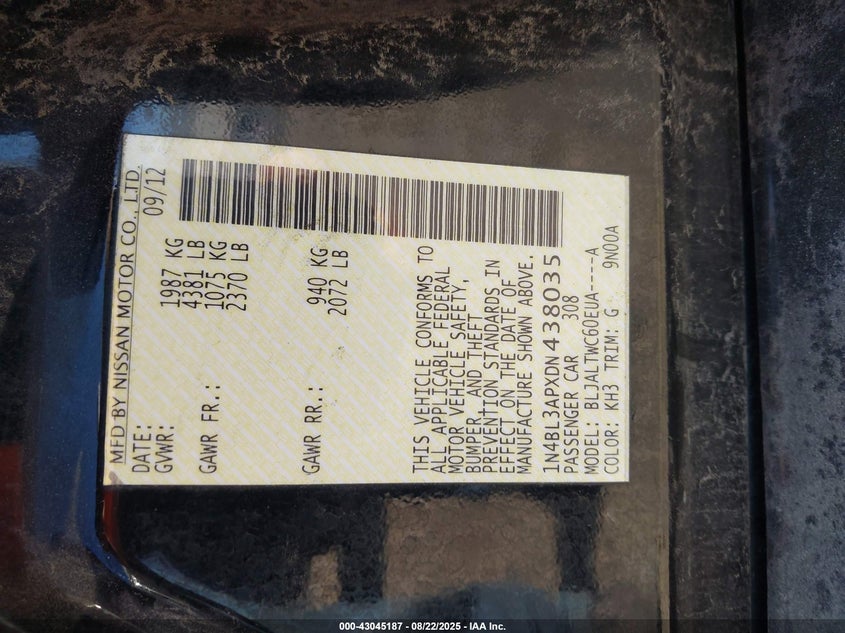 MFD BY NISSAN MOTOR CO., LTD.
DATE: 09/12
GVWR: 1987 KG
4381 LB
GAWR FR.: 1075 KG
2370 LB
GAWR RR.: 940 KG
2072 LB
THIS VEHICLE CONFORMS TO
ALL APPLICABLE FEDERAL
MOTOR VEHICLE SAFETY,
BUMPER, AND THEFT
PREVENTION STANDARDS IN
EFFECT ON THE DATE OF
MANUFACTURE SHOWN ABOVE.
1N4BL3APXDN438035
PASSENGER CAR 308
MODEL: BLJALTWC60EUA----A
COLOR: KH3 TRIM: G 9N00A
000-43045187 - 08/22/2025 - IAA Inc.